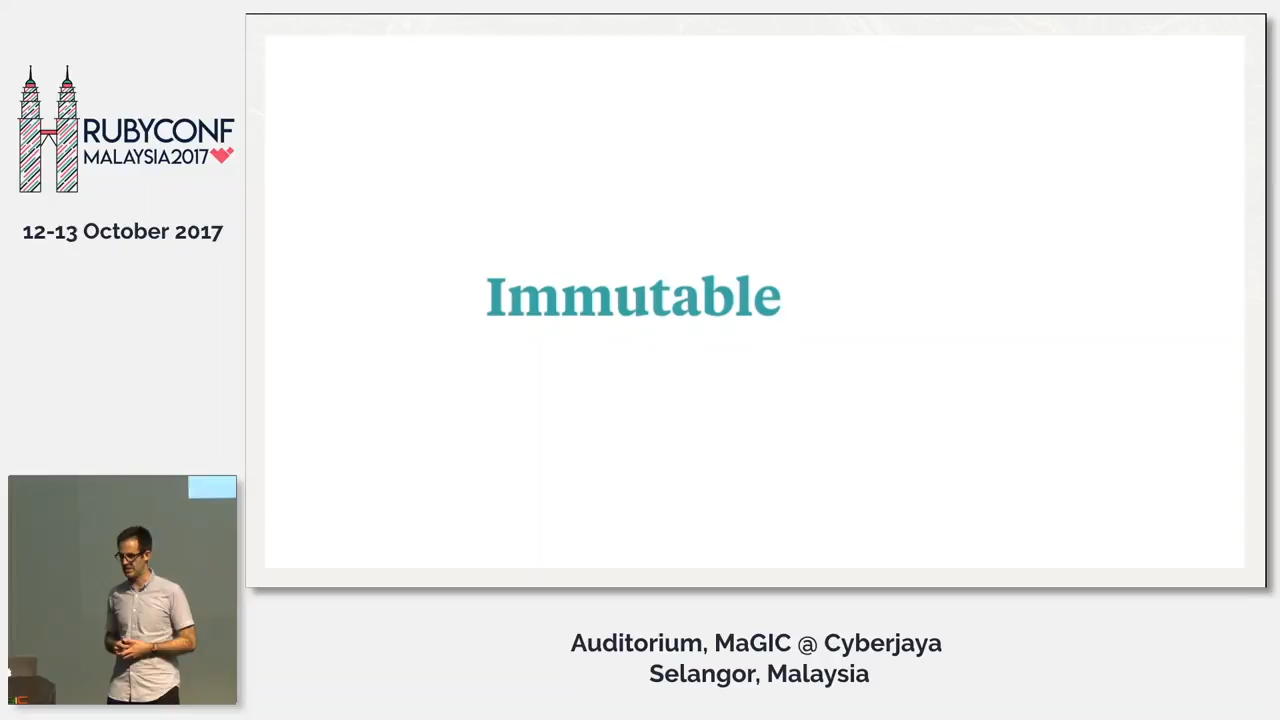 RUBYCONF
MALAYSIA2017
12-13 October 2017
Immutable
Auditorium, MaGIC @ Cyberjaya
Selangor, Malaysia